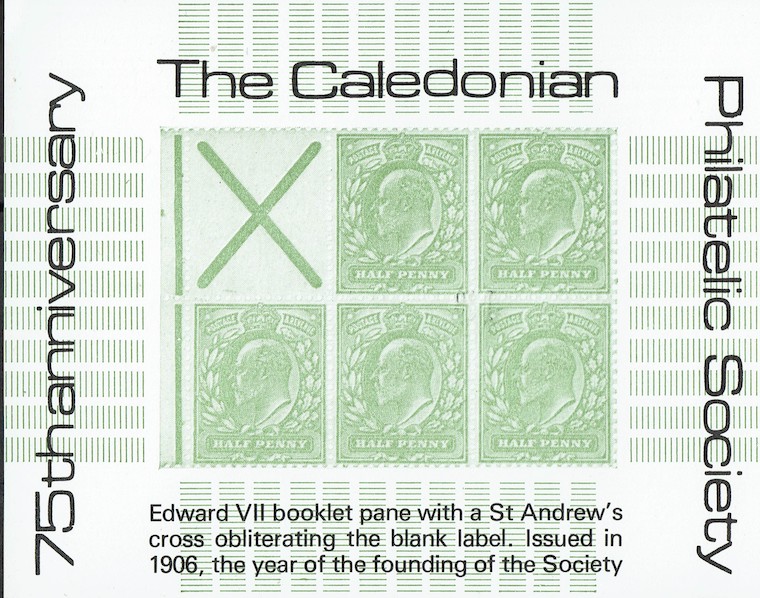 The Caledonian
Philatelic Society
75th anniversary
POSTAGE & REVENUE
HALF PENNY
POSTAGE & REVENUE
HALF PENNY
POSTAGE & REVENUE
HALF PENNY
POSTAGE & REVENUE
HALF PENNY
POSTAGE & REVENUE
HALF PENNY
Edward VII booklet pane with a St Andrew's
cross obliterating the blank label. Issued in
1906, the year of the founding of the Society